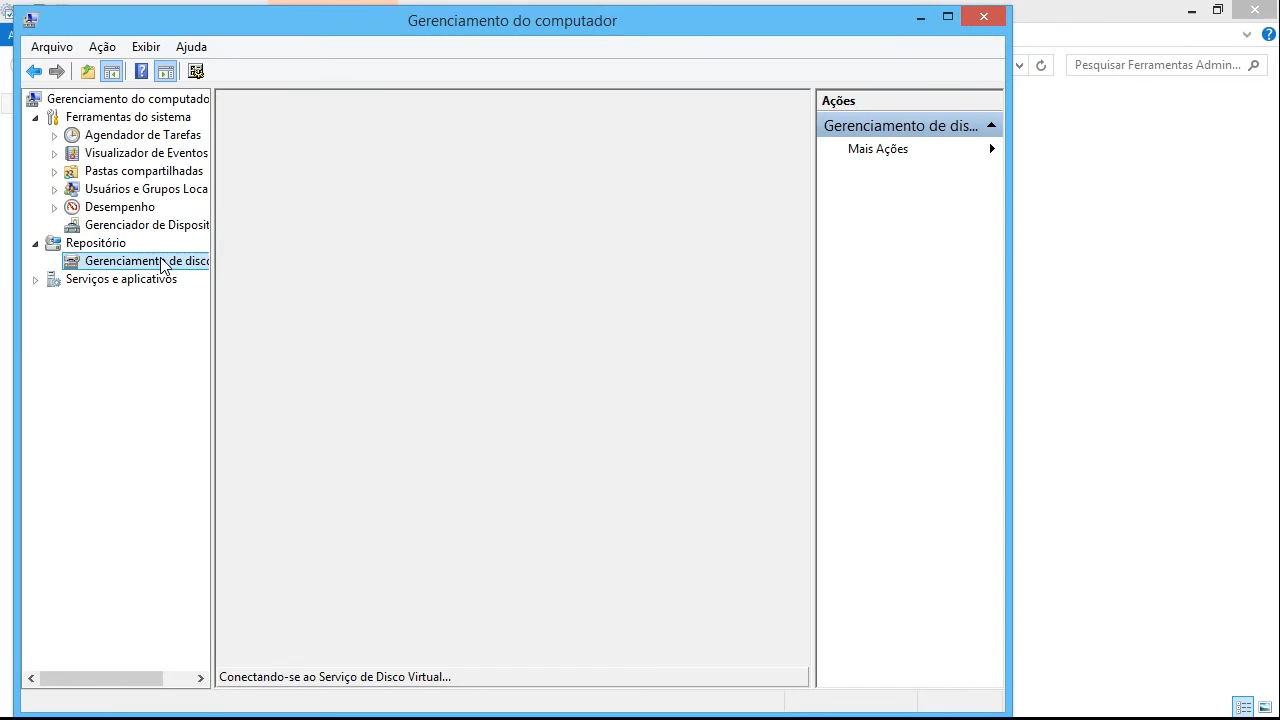 Gerenciamento do computador
Arquivo Ação Exibir Ajuda
Pesquisar Ferramentas Admin...
Gerenciamento do computado
Ferramentas do sistema
Agendador de Tarefas
Visualizador de Eventos
Pastas compartilhadas
Usuários e Grupos Loca
Desempenho
Gerenciador de Disposit
Repositório
Gerenciamento de disco
Serviços e aplicativos
Ações
Gerenciamento de dis...
Mais Ações
Conectando-se ao Serviço de Disco Virtual...